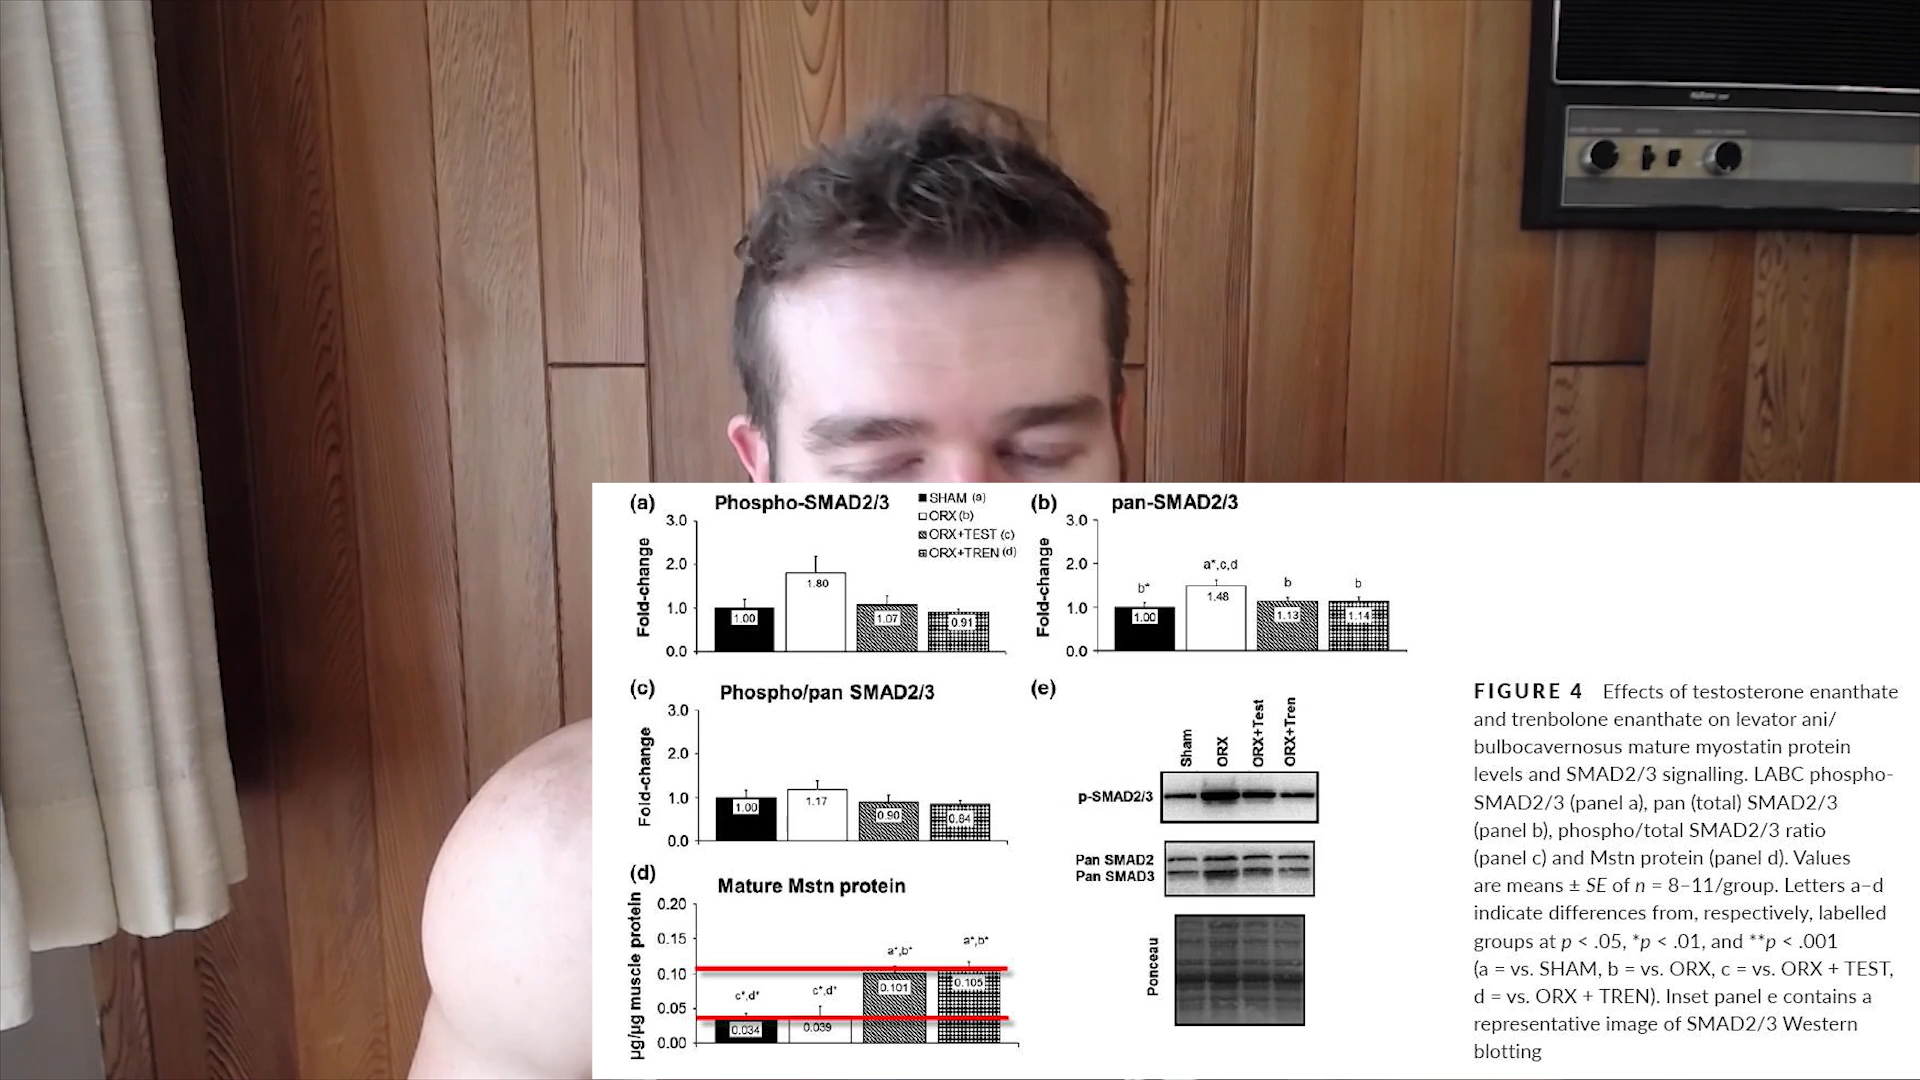 (a) Phospho-SMAD2/3
SHAM (a)
ORX (b)
ORX+TEST (c)
ORX+TREN (d)
Fold-change
3.0
2.0
1.0
0.0
1.00
1.80
1.07
0.91
(b) pan-SMAD2/3
Fold-change
3.0
2.0
1.0
0.0
b*
a*,c,d
b
b
1.00
1.48
1.13
1.14
(c) Phospho/pan SMAD2/3
Fold-change
3.0
2.0
1.0
0.0
1.00
1.17
0.90
0.84
(d) Mature Mstn protein
µg/µg muscle protein
0.20
0.15
0.10
0.05
0.00
c*,d*
c*,d*
a*,b*
a*,b*
0.034
0.039
0.101
0.105
(e)
Sham
ORX
ORX+Test
ORX+Tren
p-SMAD2/3
Pan SMAD2
Pan SMAD3
Ponceau
FIGURE 4 Effects of testosterone enanthate
and trenbolone enanthate on levator ani/
bulbocavernosus mature myostatin protein
levels and SMAD2/3 signalling. LABC phospho-
SMAD2/3 (panel a), pan (total) SMAD2/3
(panel b), phospho/total SMAD2/3 ratio
(panel c) and Mstn protein (panel d). Values
are means ± SE of n = 8–11/group. Letters a–d
indicate differences from, respectively, labelled
groups at p < .05, *p < .01, and **p < .001
(a = vs. SHAM, b = vs. ORX, c = vs. ORX + TEST,
d = vs. ORX + TREN). Inset panel e contains a
representative image of SMAD2/3 Western
blotting